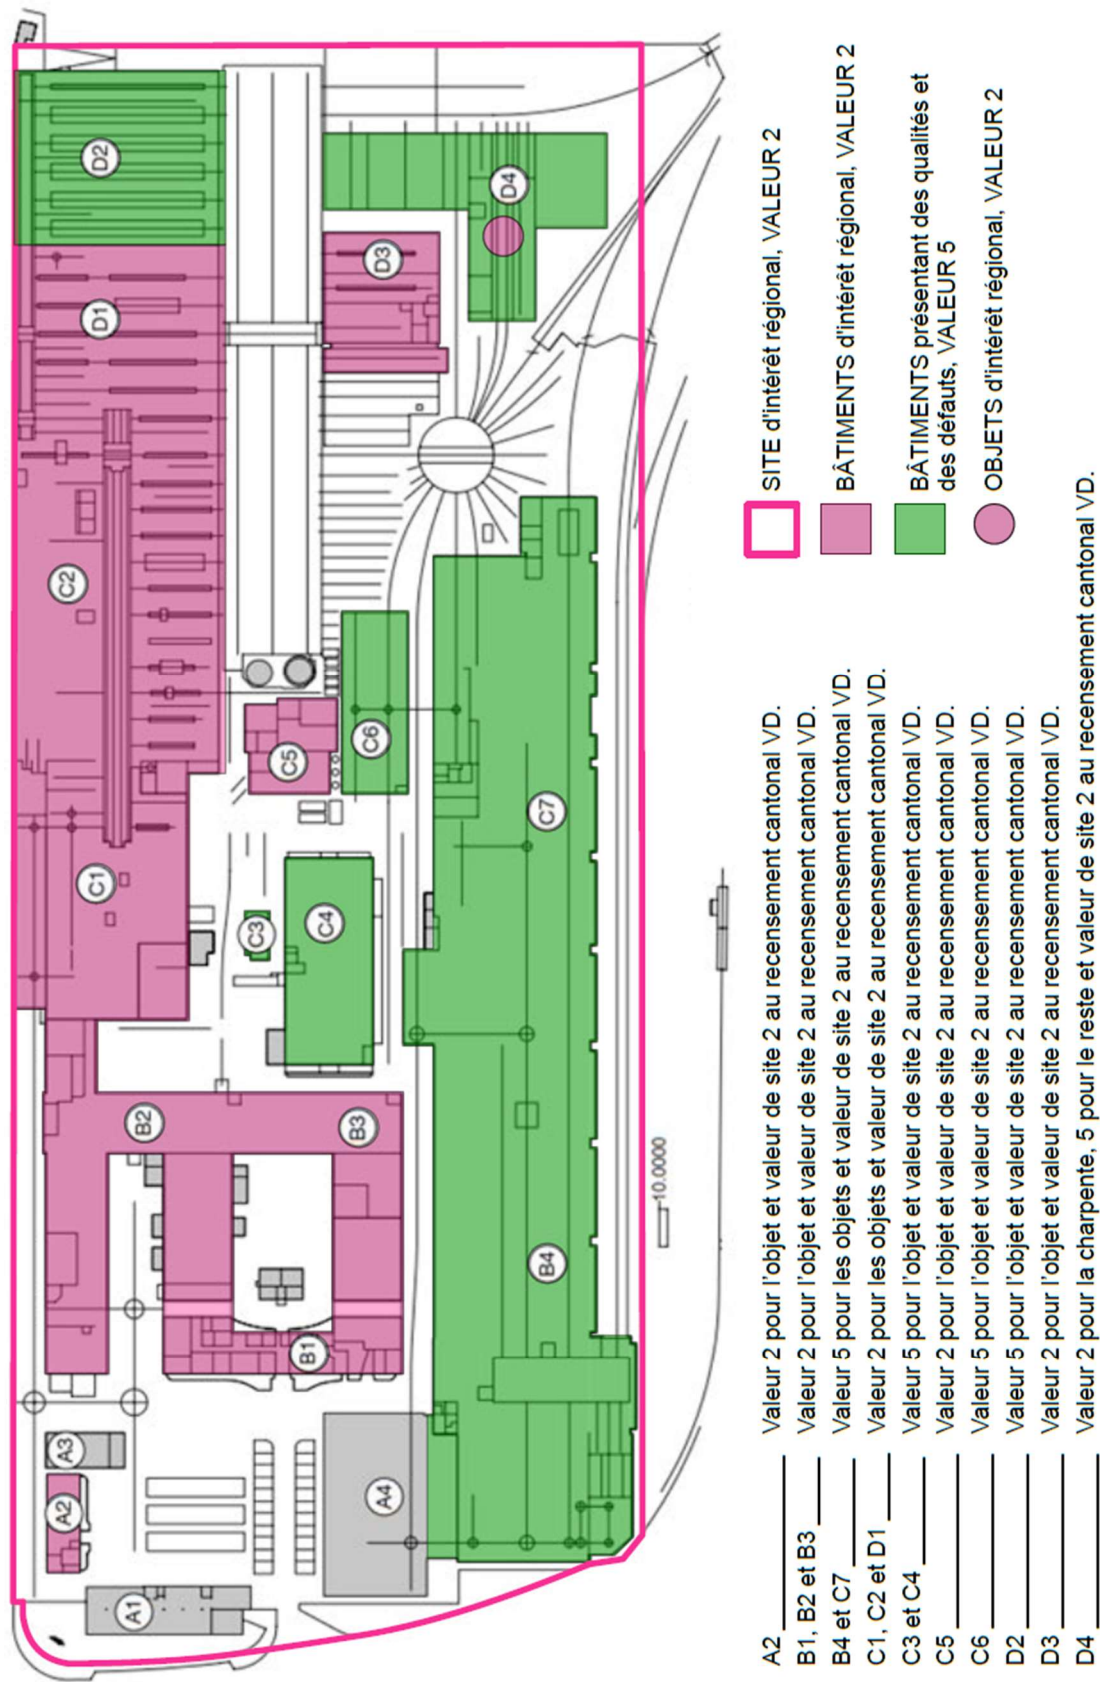 A1
A2
A3
A4
B1
B2
B3
B4
C1
C2
C3
C4
C5
C6
C7
D1
D2
D3
D4
10.0000
SITE d'intérêt régional, VALEUR 2
BÂTIMENTS d'intérêt régional, VALEUR 2
BÂTIMENTS présentant des qualités et
des défauts, VALEUR 5
OBJETS d'intérêt régional, VALEUR 2
A2 Valeur 2 pour l'objet et valeur de site 2 au recensement cantonal VD.
B1, B2 et B3 Valeur 2 pour l'objet et valeur de site 2 au recensement cantonal VD.
B4 et C7 Valeur 5 pour les objets et valeur de site 2 au recensement cantonal VD.
C1, C2 et D1 Valeur 2 pour les objets et valeur de site 2 au recensement cantonal VD.
C3 et C4 Valeur 5 pour l'objet et valeur de site 2 au recensement cantonal VD.
C5 Valeur 2 pour l'objet et valeur de site 2 au recensement cantonal VD.
C6 Valeur 5 pour l'objet et valeur de site 2 au recensement cantonal VD.
D2 Valeur 5 pour l'objet et valeur de site 2 au recensement cantonal VD.
D3 Valeur 2 pour l'objet et valeur de site 2 au recensement cantonal VD.
D4 Valeur 2 pour la charpente, 5 pour le reste et valeur de site 2 au recensement cantonal VD.